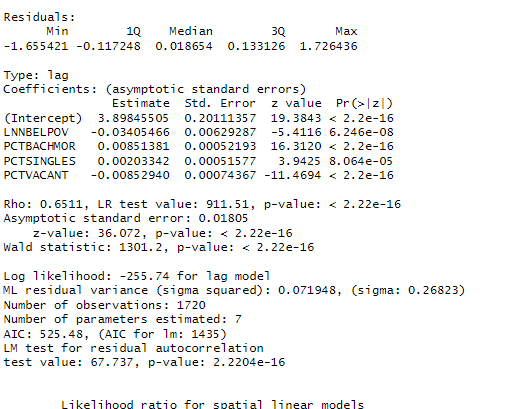 Residuals:
Min 1Q Median 3Q Max
-1.655421 -0.117248 0.018654 0.133126 1.726436
Type: lag
Coefficients: (asymptotic standard errors)
Estimate Std. Error z value Pr(>|z|)
(Intercept) 3.89845505 0.20111357 19.3843 < 2.2e-16
LNNBELPOV -0.03405466 0.00629287 -5.4116 6.246e-08
PCTBACHMOR 0.00851381 0.00052193 16.3120 < 2.2e-16
PCTSINGLES 0.00203342 0.00051577 3.9425 8.064e-05
PCTVACANT -0.00852940 0.00074367 -11.4694 < 2.2e-16
Rho: 0.6511, LR test value: 911.51, p-value: < 2.22e-16
Asymptotic standard error: 0.01805
z-value: 36.072, p-value: < 2.22e-16
Wald statistic: 1301.2, p-value: < 2.22e-16
Log likelihood: -255.74 for lag model
ML residual variance (sigma squared): 0.071948, (sigma: 0.26823)
Number of observations: 1720
Number of parameters estimated: 7
AIC: 525.48, (AIC for lm: 1435)
LM test for residual autocorrelation
test value: 67.737, p-value: 2.2204e-16
Likelihood ratio for spatial linear models